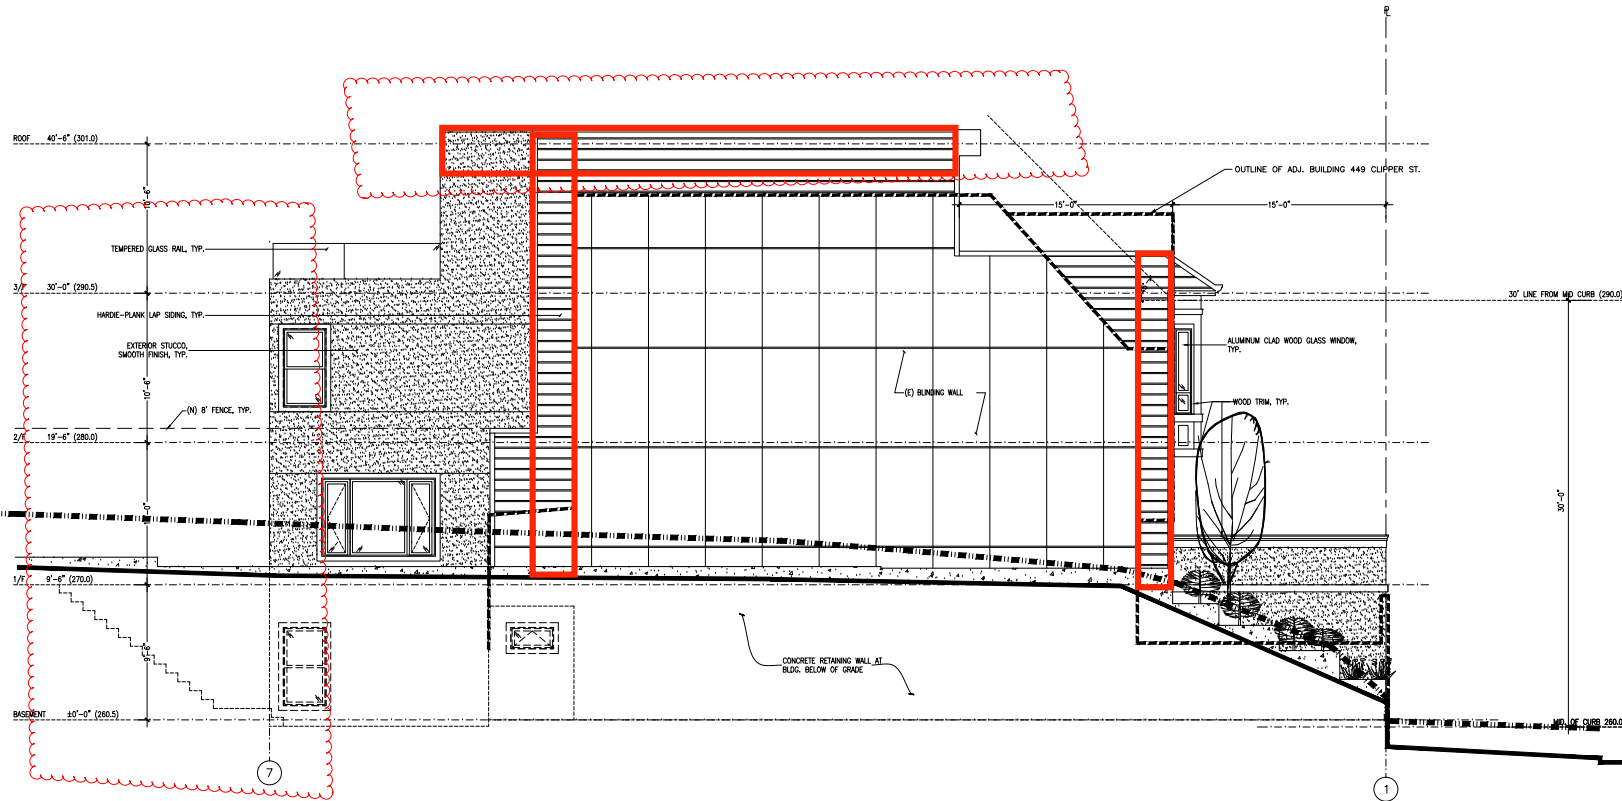 PL
ROOF 40'-6" (301.0)
10'-6"
OUTLINE OF ADJ. BUILDING 449 CLIPPER ST.
15'-0" 15'-0"
TEMPERED GLASS RAIL, TYP.
3/F 30'-0" (290.5)
30' LINE FROM MID CURB (290.0)
HARDIE-PLANK LAP SIDING, TYP.
EXTERIOR STUCCO,
SMOOTH FINISH, TYP.
ALUMINUM CLAD WOOD GLASS WINDOW,
TYP.
10'-6"
(E) BLINDING WALL
WOOD TRIM, TYP.
(N) 8' FENCE, TYP.
2/F 19'-6" (280.0)
30'-0"
1/F 9'-6" (270.0)
9'-6"
CONCRETE RETAINING WALL AT
BLDG. BELOW OF GRADE
BASEMENT ±0'-0" (260.5)
MID. OF CURB 260.0
7
1